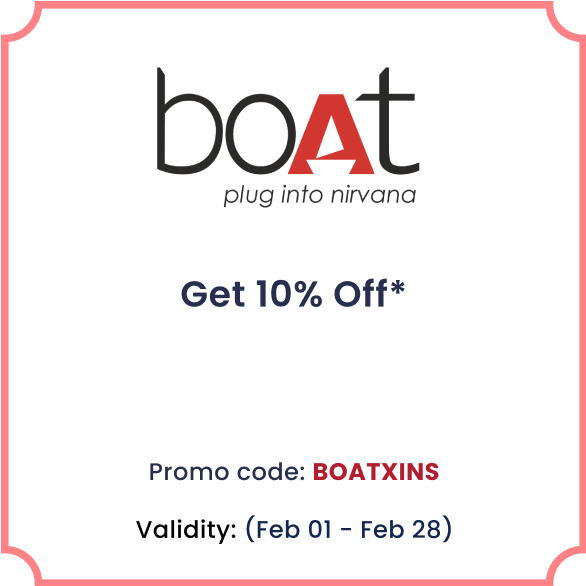 boAt
plug into nirvana
Get 10% Off*
Promo code: BOATXINS
Validity: (Feb 01 - Feb 28)